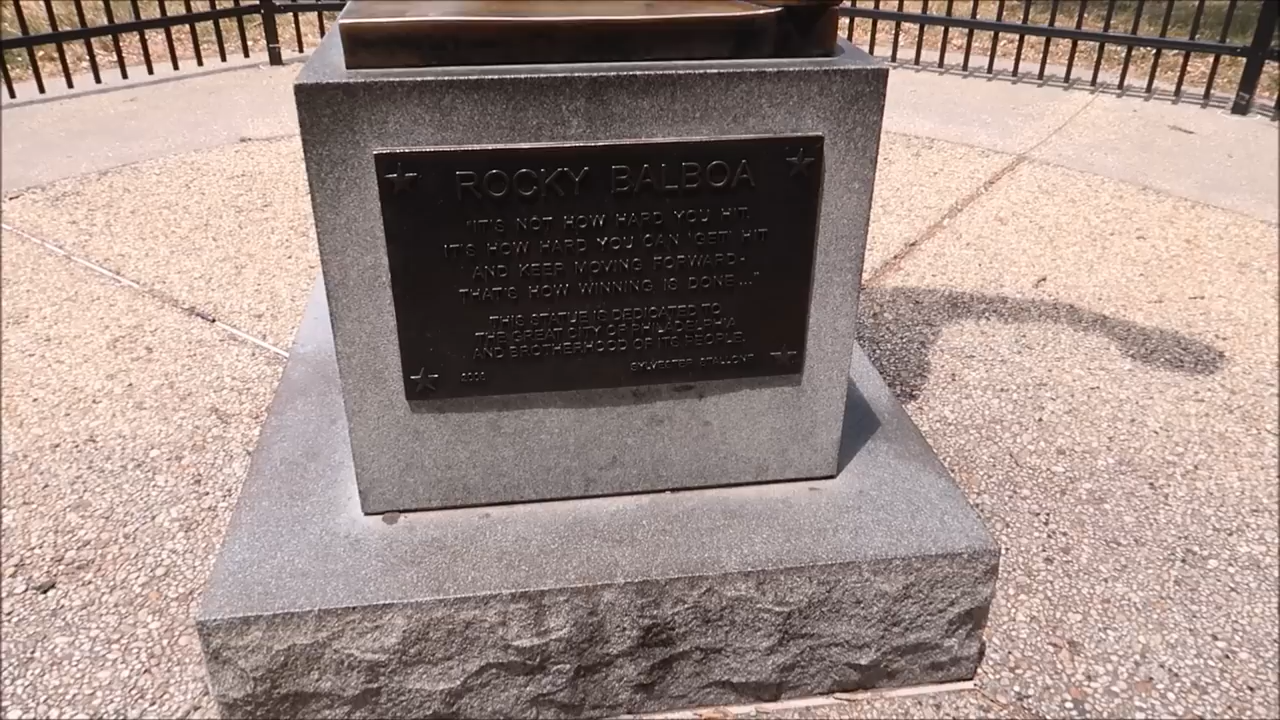 ROCKY BALBOA
"IT'S NOT HOW HARD YOU HIT,
IT'S HOW HARD YOU CAN 'GET' HIT
AND KEEP MOVING FORWARD-
THAT'S HOW WINNING IS DONE..."
THIS STATUE IS DEDICATED TO
THE GREAT CITY OF PHILADELPHIA
AND BROTHERHOOD OF ITS PEOPLE.
SYLVESTER STALLONE